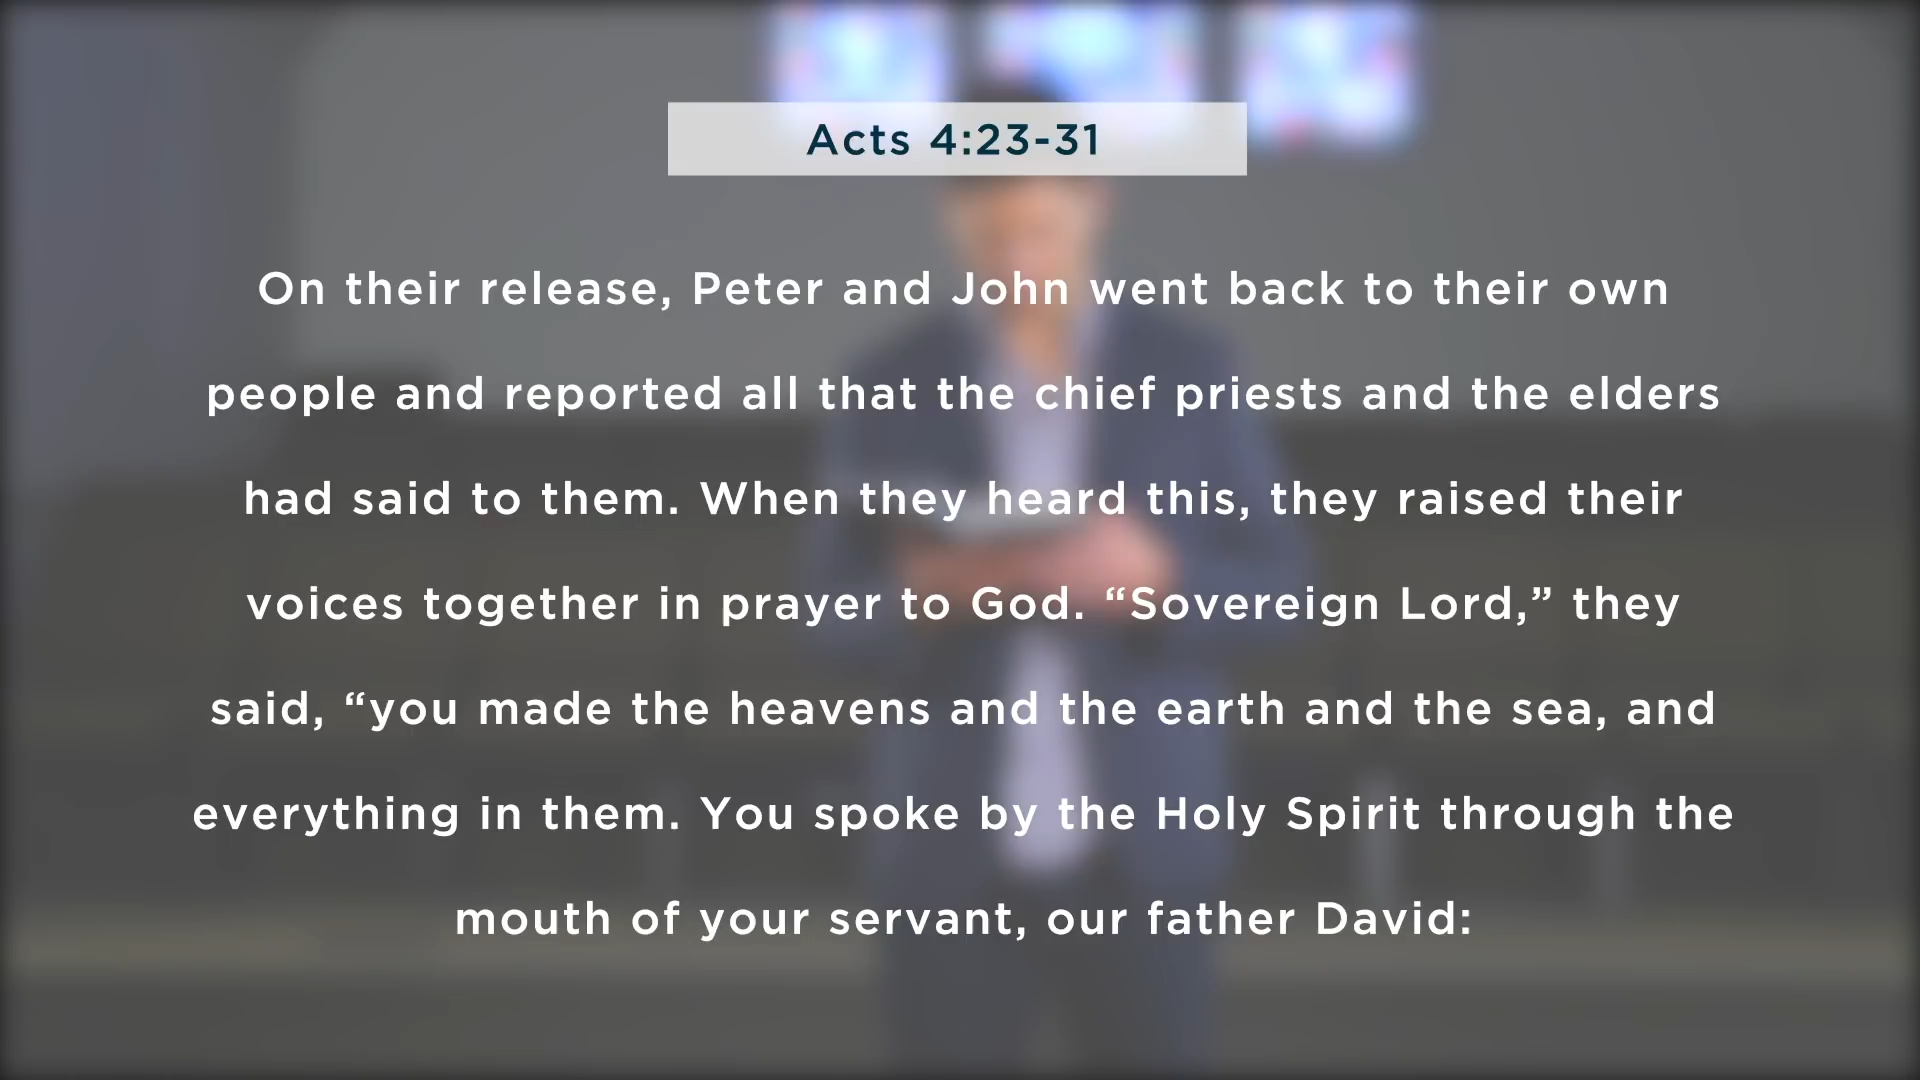 Acts 4:23-31
On their release, Peter and John went back to their own
people and reported all that the chief priests and the elders
had said to them. When they heard this, they raised their
voices together in prayer to God. “Sovereign Lord,” they
said, “you made the heavens and the earth and the sea, and
everything in them. You spoke by the Holy Spirit through the
mouth of your servant, our father David: